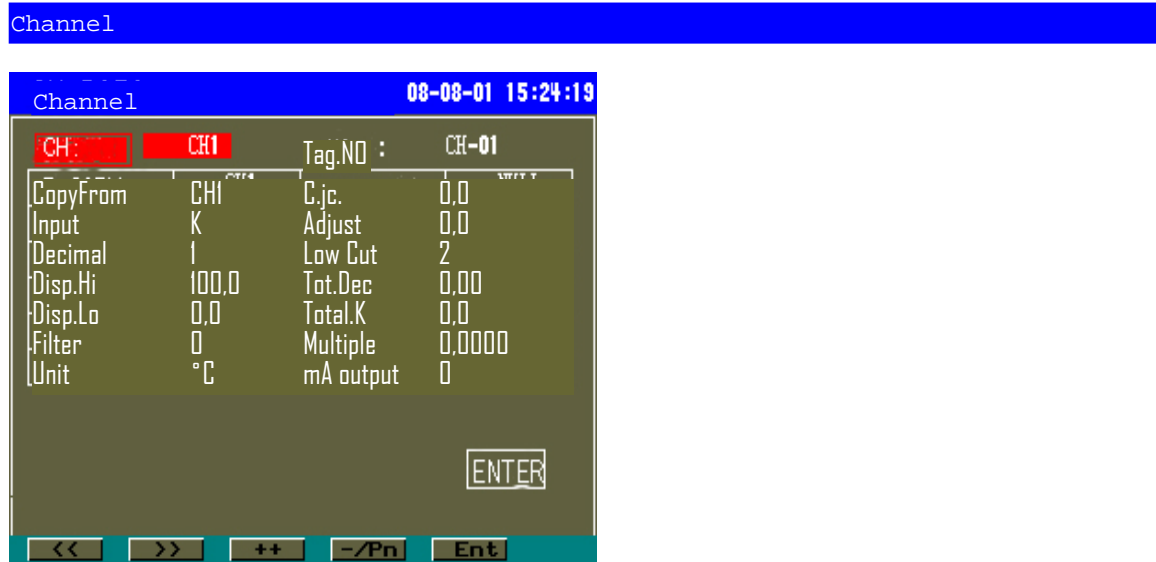 Channel
Channel 08-08-01 15:24:19
CH: CH1 Tag.NO : CH-01
CopyFrom CH1 C.jc. 0,0
Input K Adjust 0,0
Decimal 1 Low Cut 2
Disp.Hi 100,0 Tot.Dec 0,00
Disp.Lo 0,0 Total.K 0,0
Filter 0 Multiple 0,0000
Unit °C mA output 0
ENTER
<< >> ++ -/Pn Ent